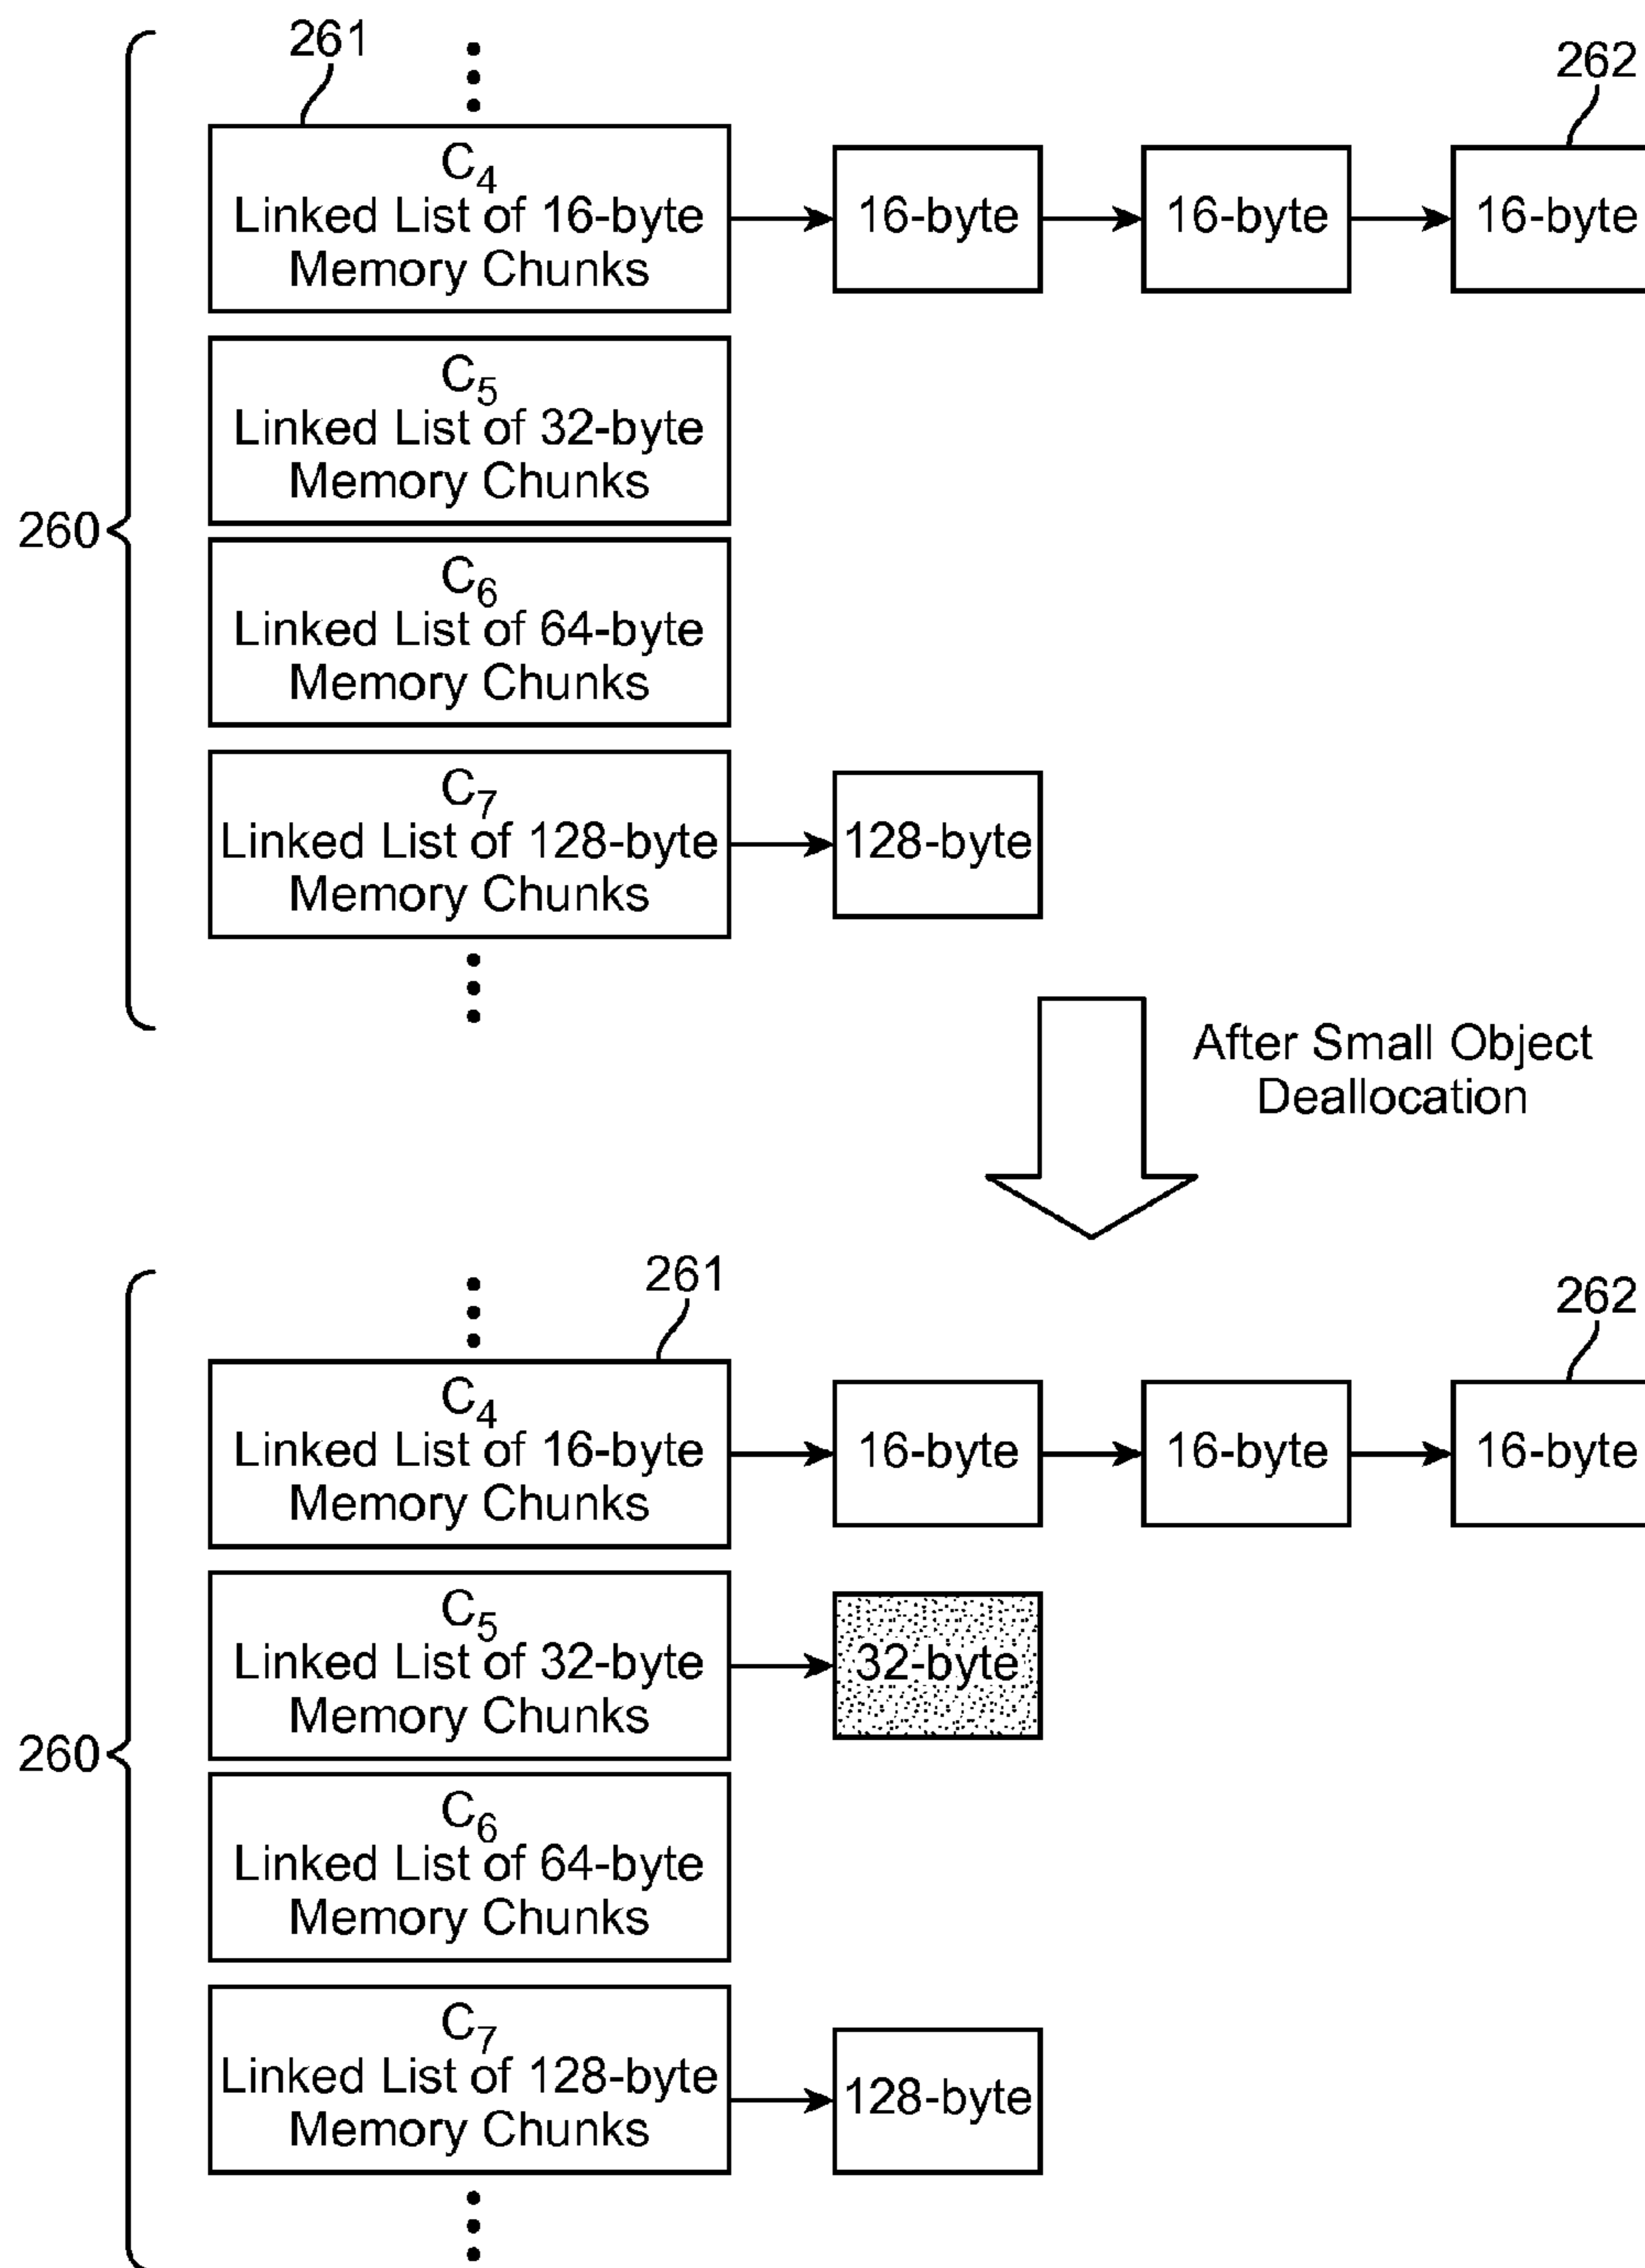 261
262
C4
Linked List of 16-byte
Memory Chunks
16-byte
16-byte
16-byte
C5
Linked List of 32-byte
Memory Chunks
260
C6
Linked List of 64-byte
Memory Chunks
C7
Linked List of 128-byte
Memory Chunks
128-byte
After Small Object
Deallocation
261
262
C4
Linked List of 16-byte
Memory Chunks
16-byte
16-byte
16-byte
C5
Linked List of 32-byte
Memory Chunks
32-byte
260
C6
Linked List of 64-byte
Memory Chunks
C7
Linked List of 128-byte
Memory Chunks
128-byte